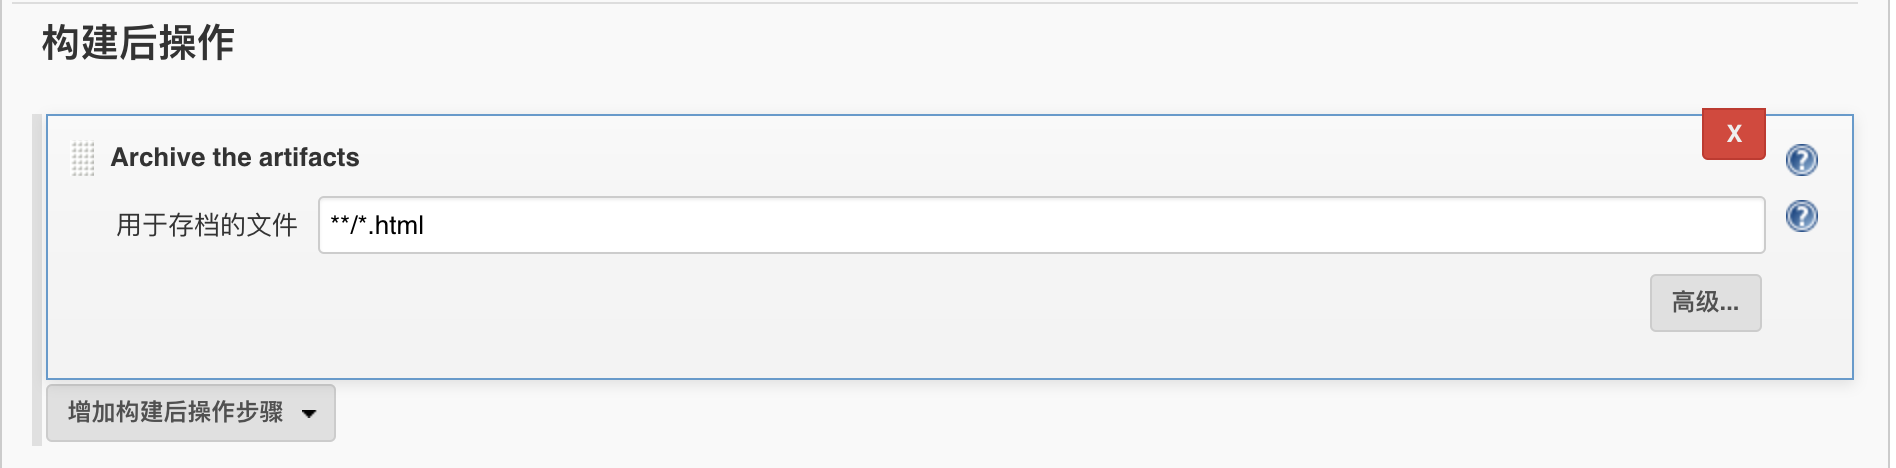 构建后操作
X
Archive the artifacts
?
用于存档的文件 **/*.html
?
高级...
增加构建后操作步骤